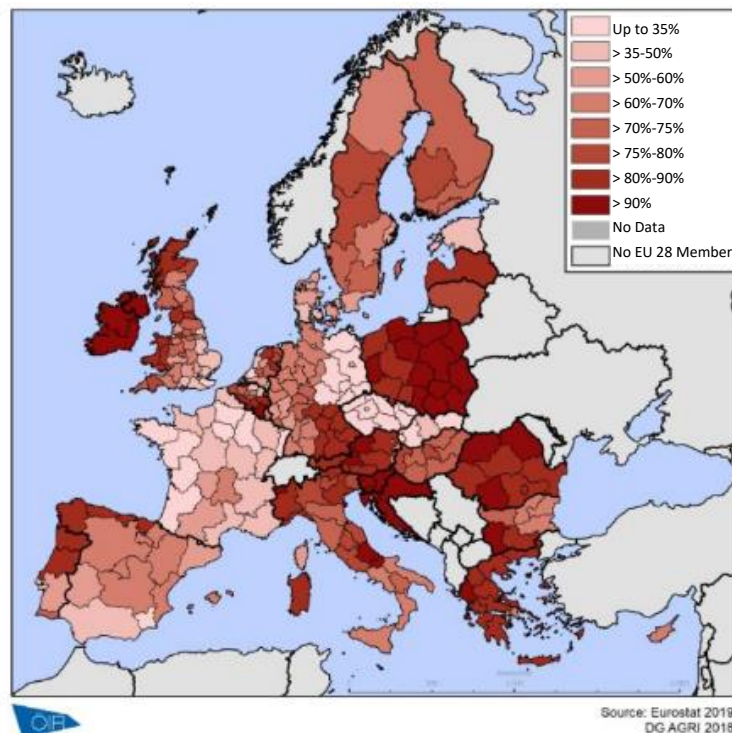 Up to 35%
> 35-50%
> 50%-60%
> 60%-70%
> 70%-75%
> 75%-80%
> 80%-90%
> 90%
No Data
No EU 28 Member
Source: Eurostat 2019
DG AGRI 2018